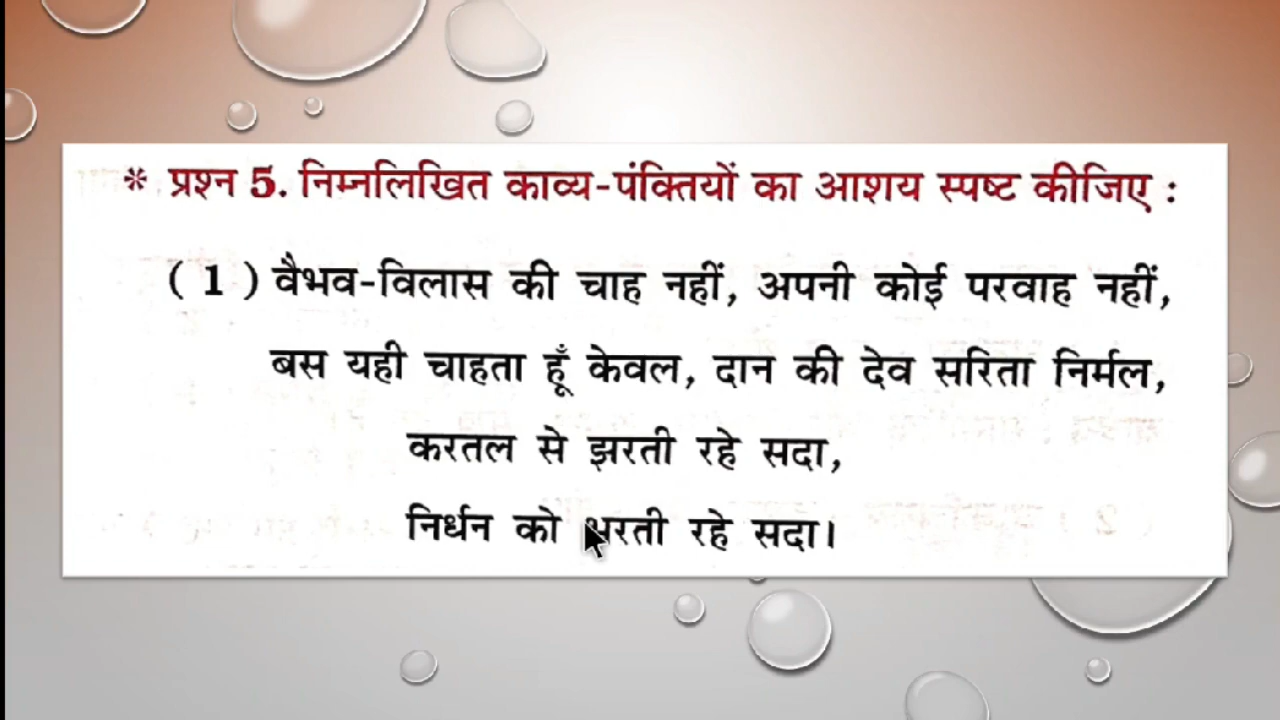 * प्रश्न 5. निम्नलिखित काव्य-पंक्तियों का आशय स्पष्ट कीजिए :
( 1 ) वैभव-विलास की चाह नहीं, अपनी कोई परवाह नहीं,
बस यही चाहता हूँ केवल, दान की देव सरिता निर्मल,
करतल से झरती रहे सदा,
निर्धन को भरती रहे सदा।